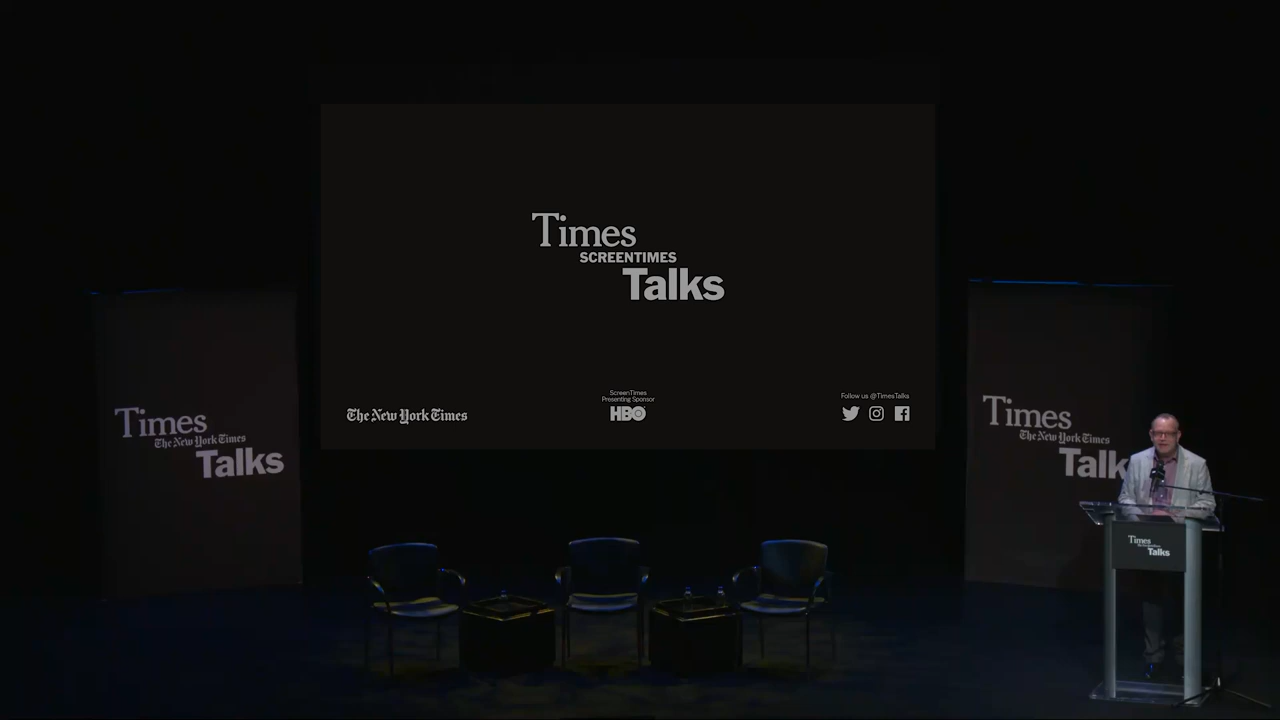 Times
SCREENTIMES
Talks
ScreenTimes
Presenting Sponsor
HBO
The New York Times
Follow us @TimesTalks
Times
The New York Times
Talks
Times
The New York Times
Talk
Times
Talks